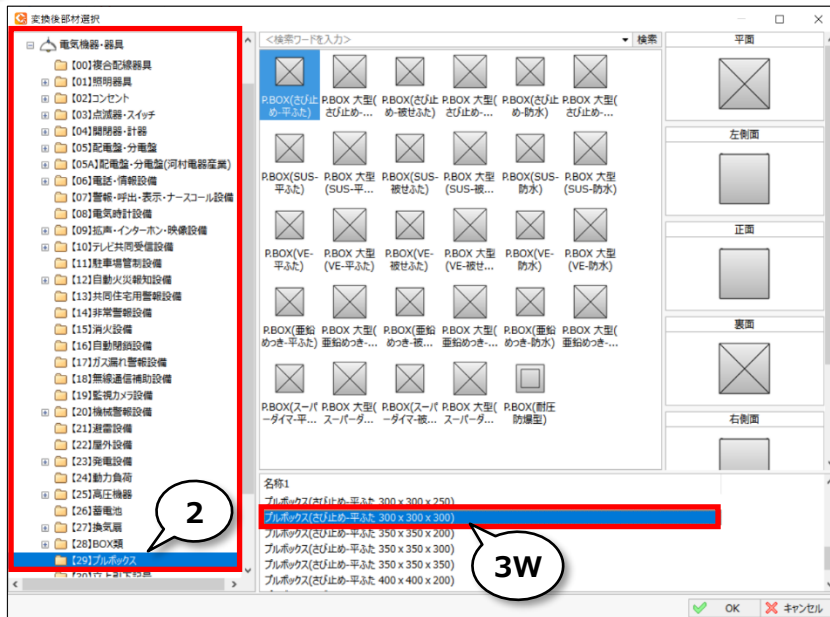 変換後部材選択
電気機器・器具
【00】複合配線器具
【01】照明器具
【02】コンセント
【03】点滅器・スイッチ
【04】開閉器・計器
【05】配電盤・分電盤
【05A】配電盤・分電盤(河村電器産業)
【06】電話・情報設備
【07】警報・呼出・表示・ナースコール設備
【08】電気時計設備
【09】拡声・インターホン・映像設備
【10】テレビ共同受信設備
【11】駐車場管制設備
【12】自動火災報知設備
【13】共同住宅用警報設備
【14】非常警報設備
【15】消火設備
【16】自動閉鎖設備
【17】ガス漏れ警報設備
【18】無線通信補助設備
【19】監視カメラ設備
【20】機械警報設備
【21】避雷設備
【22】屋外設備
【23】発電設備
【24】動力負荷
【25】高圧機器
【26】蓄電池
【27】換気扇
【28】BOX類
【29】プルボックス
2
<検索ワードを入力>
検索
P.BOX(さび止め-平ふた)
P.BOX 大型(さび止め-...
P.BOX(さび止め-被せふた)
P.BOX 大型(さび止め-...
P.BOX(さび止め-防水)
P.BOX 大型(さび止め-...
P.BOX(SUS-平ふた)
P.BOX 大型(SUS-平...
P.BOX(SUS-被せふた)
P.BOX 大型(SUS-被...
P.BOX(SUS-防水)
P.BOX 大型(SUS-防水)
P.BOX(VE-平ふた)
P.BOX 大型(VE-平ふた)
P.BOX(VE-被せふた)
P.BOX 大型(VE-被せ...
P.BOX(VE-防水)
P.BOX 大型(VE-防水)
P.BOX(亜鉛めっき-平ふた)
P.BOX 大型(亜鉛めっき-...
P.BOX(亜鉛めっき-被...
P.BOX 大型(亜鉛めっき-...
P.BOX(亜鉛めっき-防水)
P.BOX 大型(亜鉛めっき-...
P.BOX(スーパーダイマ-平...
P.BOX 大型(スーパーダ...
P.BOX(スーパーダイマ-被...
P.BOX 大型(スーパーダ...
P.BOX(耐圧防爆型)
平面
左側面
正面
裏面
右側面
名称1
プルボックス(さび止め-平ふた 300 x 300 x 250)
プルボックス(さび止め-平ふた 300 x 300 x 300)
プルボックス(さび止め-平ふた 350 x 350 x 200)
プルボックス(さび止め-平ふた 350 x 350 x 300)
プルボックス(さび止め-平ふた 350 x 350 x 350)
プルボックス(さび止め-平ふた 400 x 400 x 200)
3W
OK
キャンセル